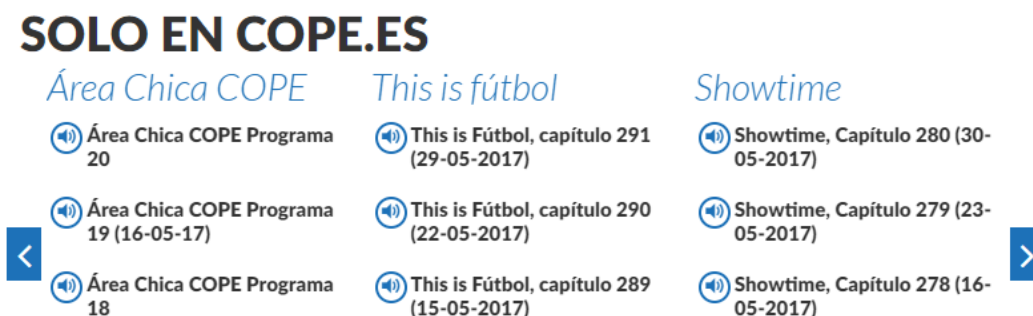 SOLO EN COPE.ES
Área Chica COPE
Área Chica COPE Programa
20
Área Chica COPE Programa
19 (16-05-17)
Área Chica COPE Programa
18
This is fútbol
This is Fútbol, capítulo 291
(29-05-2017)
This is Fútbol, capítulo 290
(22-05-2017)
This is Fútbol, capítulo 289
(15-05-2017)
Showtime
Showtime, Capítulo 280 (30-
05-2017)
Showtime, Capítulo 279 (23-
05-2017)
Showtime, Capítulo 278 (16-
05-2017)